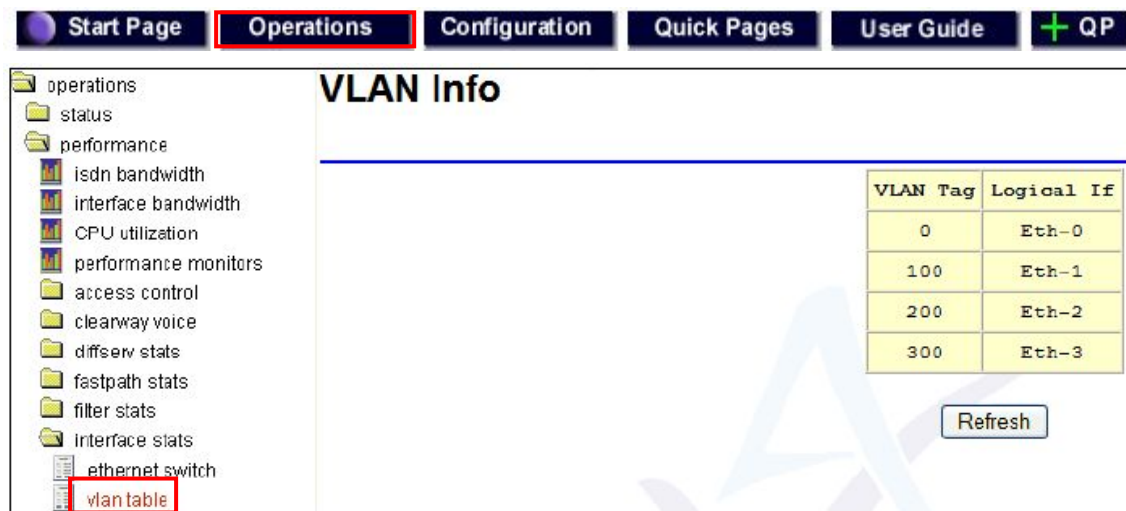 Start Page Operations Configuration Quick Pages User Guide + QP
operations
status
performance
isdn bandwidth
interface bandwidth
CPU utilization
performance monitors
access control
clearway voice
diffserv stats
fastpath stats
filter stats
interface stats
ethernet switch
vlan table
VLAN Info
VLAN Tag Logical If
0 Eth-0
100 Eth-1
200 Eth-2
300 Eth-3
Refresh